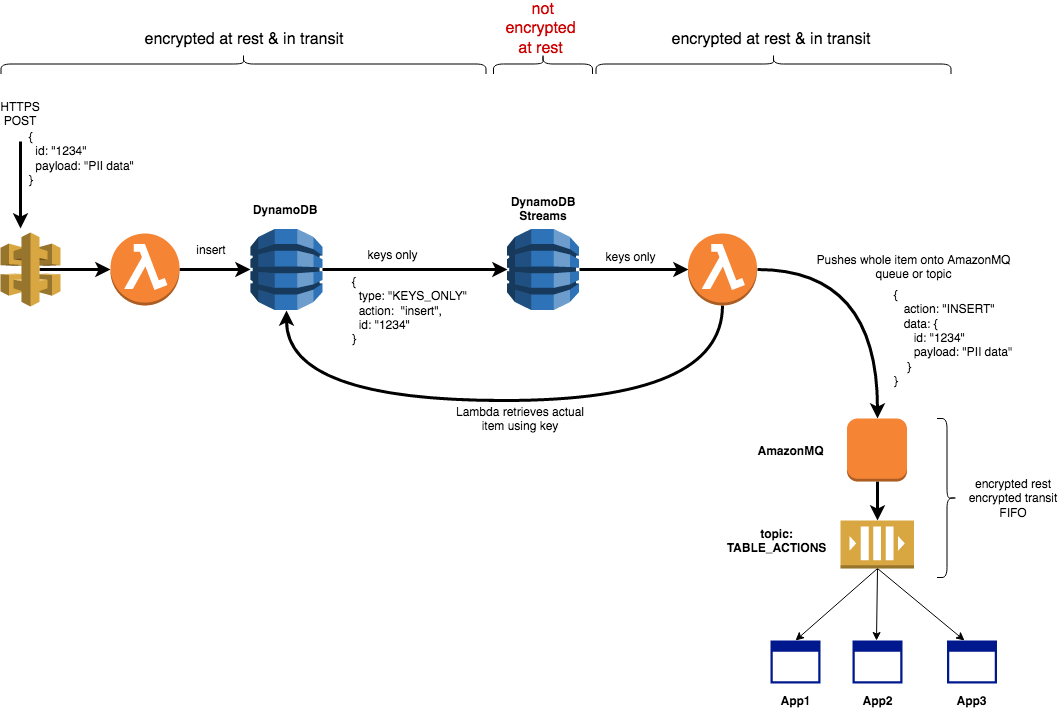 not
encrypted
at rest
encrypted at rest & in transit
encrypted at rest & in transit
HTTPS
POST
{
id: "1234"
payload: "PII data"
}
DynamoDB
DynamoDB
Streams
insert
keys only
{
type: "KEYS_ONLY"
action: "insert",
id: "1234"
}
keys only
Pushes whole item onto AmazonMQ
queue or topic
{
action: "INSERT"
data: {
id: "1234"
payload: "PII data"
}
}
Lambda retrieves actual
item using key
AmazonMQ
encrypted rest
encrypted transit
FIFO
topic:
TABLE_ACTIONS
App1
App2
App3